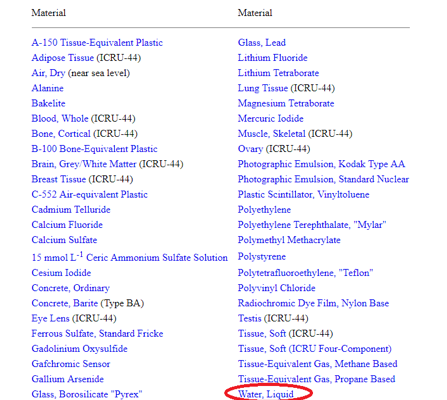 Material Material
A-150 Tissue-Equivalent Plastic Glass, Lead
Adipose Tissue (ICRU-44) Lithium Fluoride
Air, Dry (near sea level) Lithium Tetraborate
Alanine Lung Tissue (ICRU-44)
Bakelite Magnesium Tetraborate
Blood, Whole (ICRU-44) Mercuric Iodide
Bone, Cortical (ICRU-44) Muscle, Skeletal (ICRU-44)
B-100 Bone-Equivalent Plastic Ovary (ICRU-44)
Brain, Grey/White Matter (ICRU-44) Photographic Emulsion, Kodak Type AA
Breast Tissue (ICRU-44) Photographic Emulsion, Standard Nuclear
C-552 Air-equivalent Plastic Plastic Scintillator, Vinyltoluene
Cadmium Telluride Polyethylene
Calcium Fluoride Polyethylene Terephthalate, "Mylar"
Calcium Sulfate Polymethyl Methacrylate
15 mmol L-1 Ceric Ammonium Sulfate Solution Polystyrene
Cesium Iodide Polytetrafluoroethylene, "Teflon"
Concrete, Ordinary Polyvinyl Chloride
Concrete, Barite (Type BA) Radiochromic Dye Film, Nylon Base
Eye Lens (ICRU-44) Testis (ICRU-44)
Ferrous Sulfate, Standard Fricke Tissue, Soft (ICRU-44)
Gadolinium Oxysulfide Tissue, Soft (ICRU Four-Component)
Gafchromic Sensor Tissue-Equivalent Gas, Methane Based
Gallium Arsenide Tissue-Equivalent Gas, Propane Based
Glass, Borosilicate "Pyrex" Water, Liquid